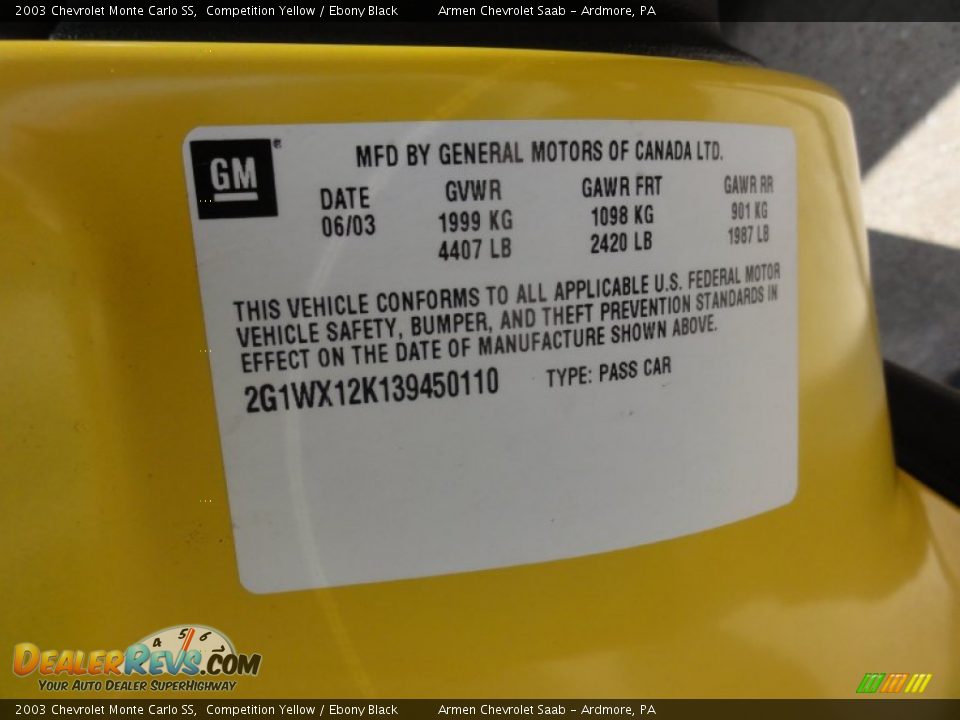 2003 Chevrolet Monte Carlo SS, Competition Yellow / Ebony Black Armen Chevrolet Saab - Ardmore, PA
GM®
MFD BY GENERAL MOTORS OF CANADA LTD.
DATE GVWR GAWR FRT GAWR RR
06/03 1999 KG 1098 KG 901 KG
4407 LB 2420 LB 1987 LB
THIS VEHICLE CONFORMS TO ALL APPLICABLE U.S. FEDERAL MOTOR
VEHICLE SAFETY, BUMPER, AND THEFT PREVENTION STANDARDS IN
EFFECT ON THE DATE OF MANUFACTURE SHOWN ABOVE.
2G1WX12K139450110 TYPE: PASS CAR
4 5 6
DEALERREVS.COM
YOUR AUTO DEALER SUPERHIGHWAY
2003 Chevrolet Monte Carlo SS, Competition Yellow / Ebony Black Armen Chevrolet Saab - Ardmore, PA